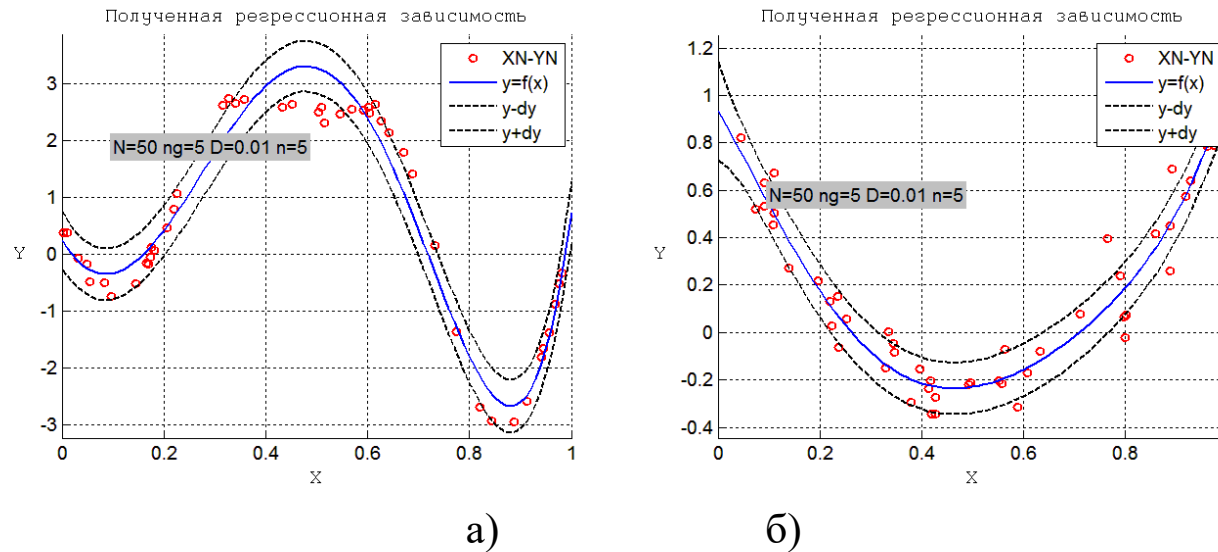 Полученная регрессионная зависимость
XN-YN
y=f(x)
y-dy
y+dy
N=50 ng=5 D=0.01 n=5
3
2
1
0
-1
-2
-3
Y
0
0.2
0.4
0.6
0.8
1
X
а)
Полученная регрессионная зависимость
XN-YN
y=f(x)
y-dy
y+dy
N=50 ng=5 D=0.01 n=5
1.2
1
0.8
0.6
0.4
0.2
0
-0.2
-0.4
Y
0
0.2
0.4
0.6
0.8
X
б)